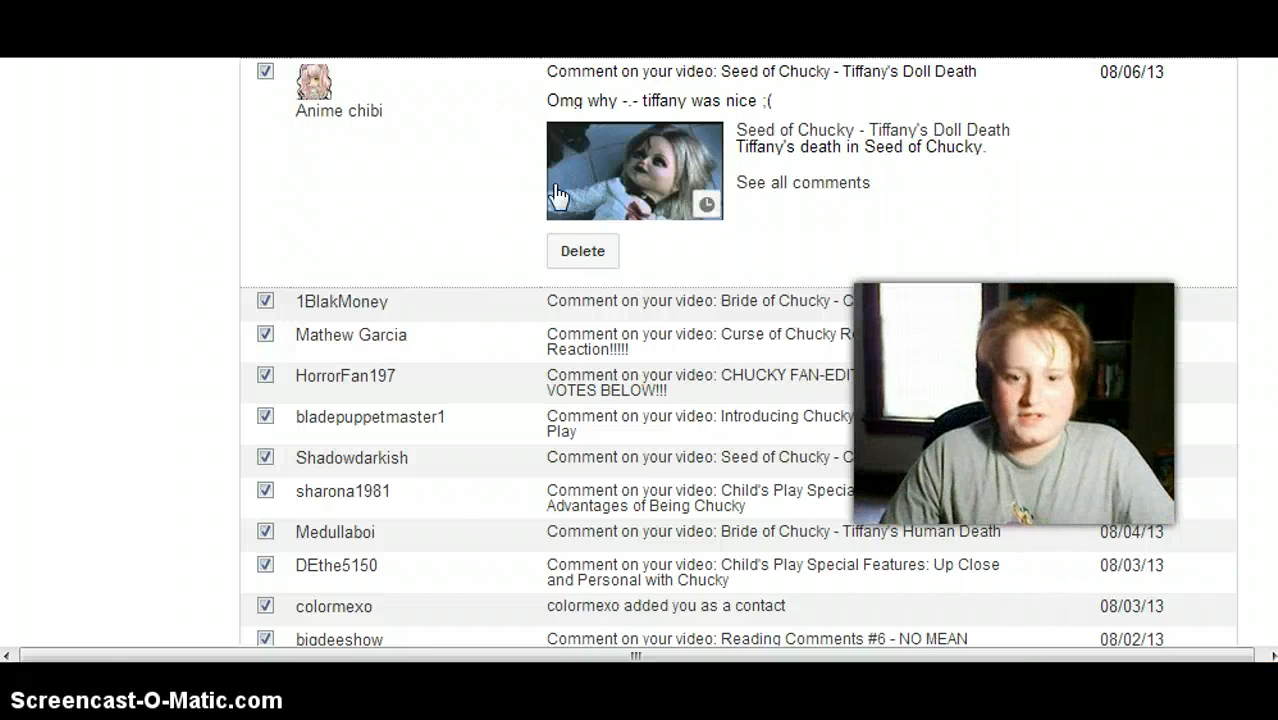 Comment on your video: Seed of Chucky - Tiffany's Doll Death 08/06/13
Anime chibi
Omg why -.- tiffany was nice ;(
Seed of Chucky - Tiffany's Doll Death
Tiffany's death in Seed of Chucky.
See all comments
Delete
1BlakMoney Comment on your video: Bride of Chucky - C
Mathew Garcia Comment on your video: Curse of Chucky Re
Reaction!!!!!
HorrorFan197 Comment on your video: CHUCKY FAN-EDIT
VOTES BELOW!!!
bladepuppetmaster1 Comment on your video: Introducing Chucky
Play
Shadowdarkish Comment on your video: Seed of Chucky - C
sharona1981 Comment on your video: Child's Play Specia
Advantages of Being Chucky
Medullaboi Comment on your video: Bride of Chucky - Tiffany's Human Death 08/04/13
DEthe5150 Comment on your video: Child's Play Special Features: Up Close 08/03/13
and Personal with Chucky
colormexo colormexo added you as a contact 08/03/13
bigdeeshow Comment on your video: Reading Comments #6 - NO MEAN 08/02/13
Screencast-O-Matic.com